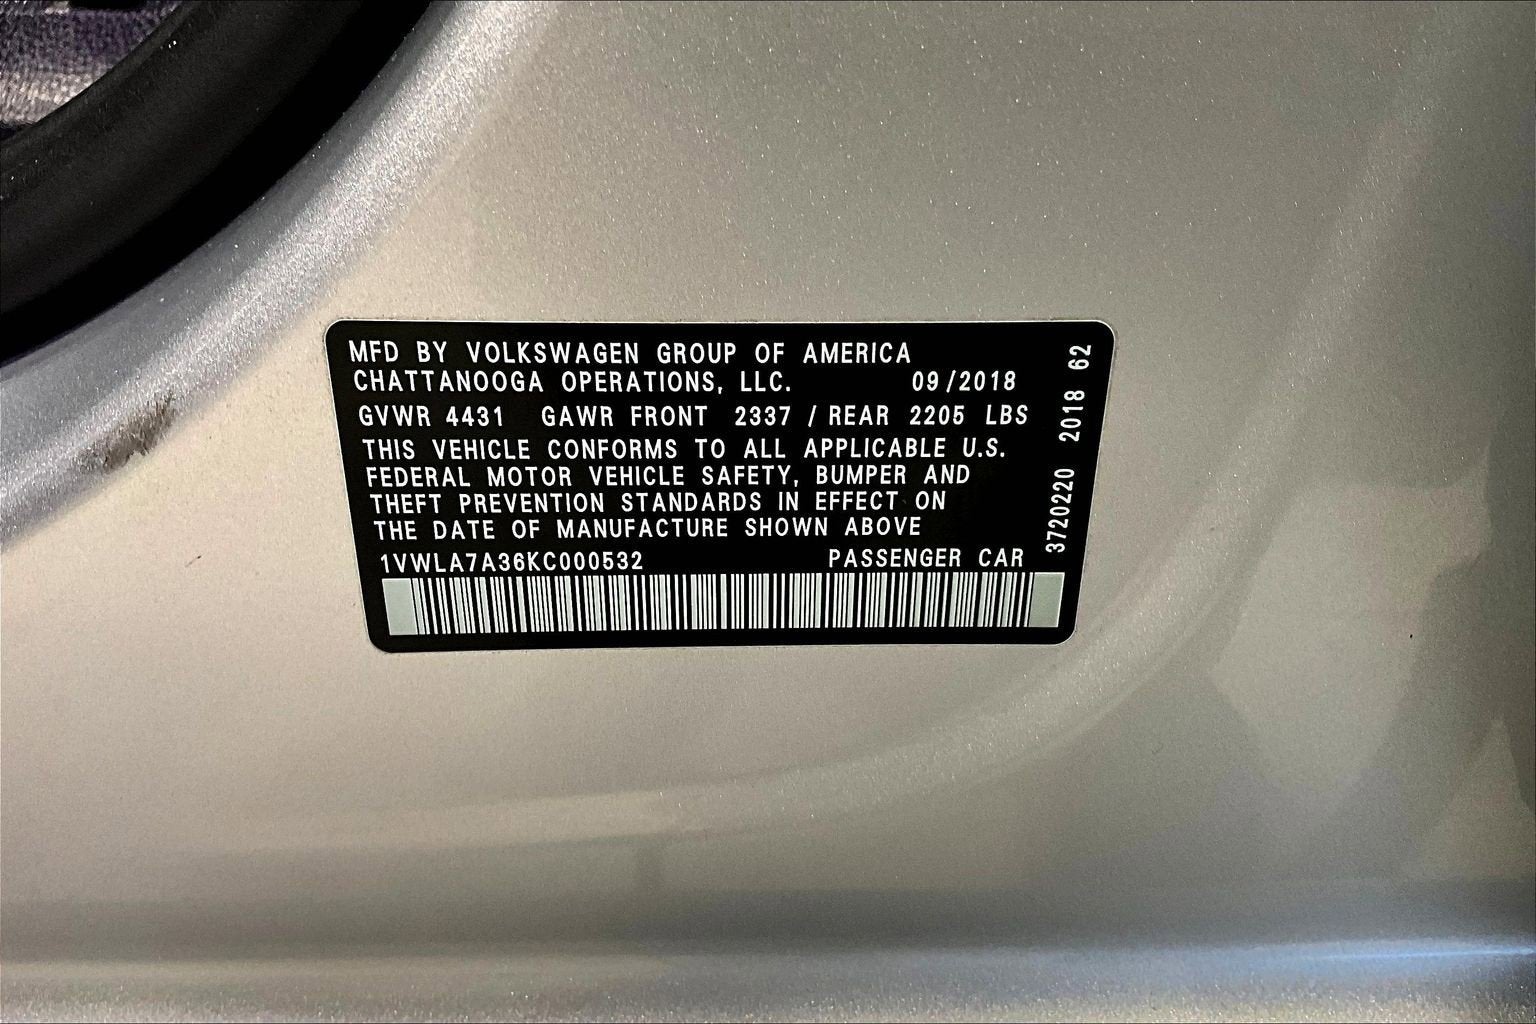 MFD BY VOLKSWAGEN GROUP OF AMERICA
CHATTANOOGA OPERATIONS, LLC. 09/2018
GVWR 4431 GAWR FRONT 2337 / REAR 2205 LBS
THIS VEHICLE CONFORMS TO ALL APPLICABLE U.S.
FEDERAL MOTOR VEHICLE SAFETY, BUMPER AND
THEFT PREVENTION STANDARDS IN EFFECT ON
THE DATE OF MANUFACTURE SHOWN ABOVE
1VWLA7A36KC000532 PASSENGER CAR
3720220 2018 62